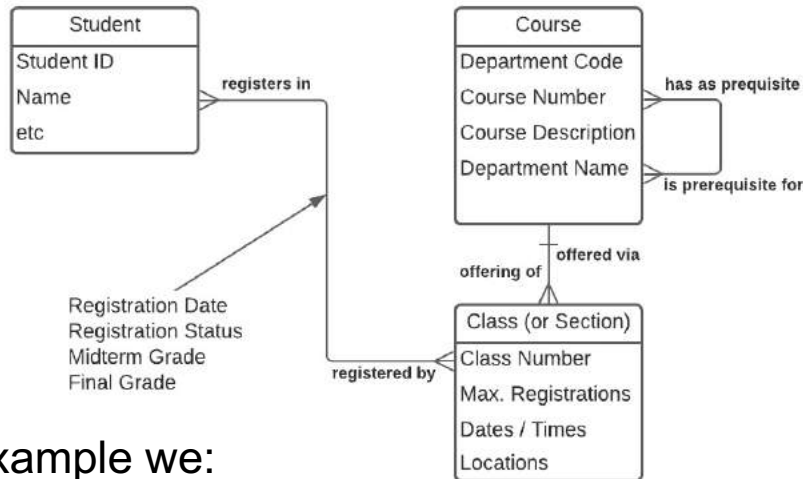 Student
Student ID
Name
etc
registers in
Course
Department Code
Course Number
Course Description
Department Name
has as prequisite
is prerequisite for
offered via
offering of
Registration Date
Registration Status
Midterm Grade
Final Grade
registered by
Class (or Section)
Class Number
Max. Registrations
Dates / Times
Locations
example we: